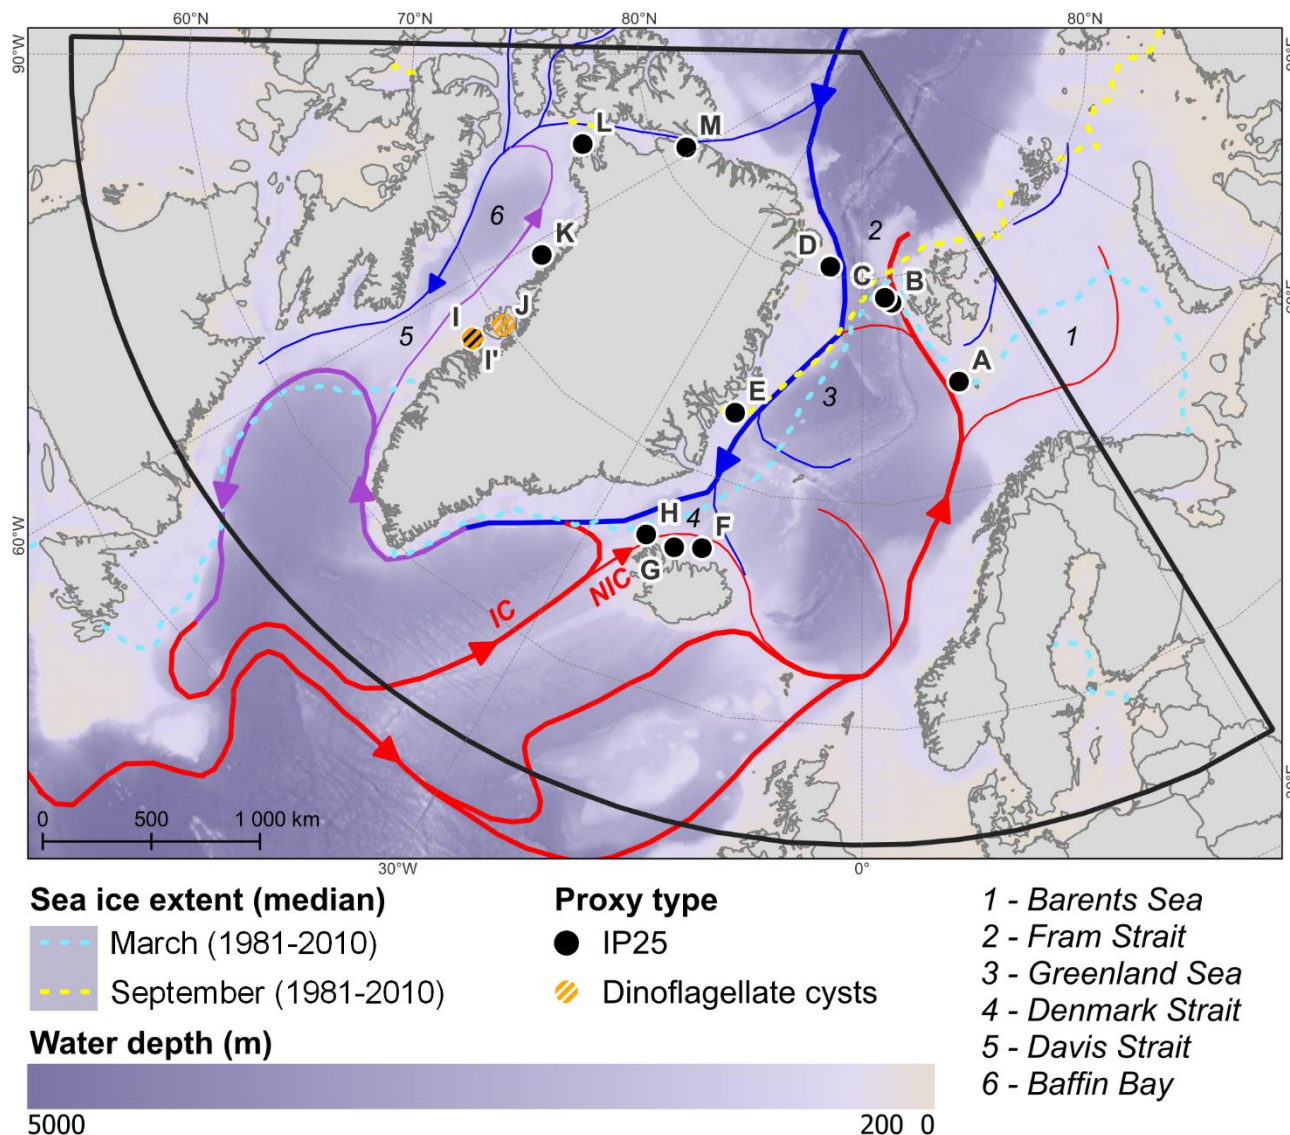 60°N 70°N 80°N 80°N
90°W
L M
6
K
D 2
C B
I J
5 I'
1
A
E 3
60°W
H 4 F
G
NIC
IC
0 500 1 000 km
30°W 0°
Sea ice extent (median)
March (1981-2010)
September (1981-2010)
Proxy type
IP25
Dinoflagellate cysts
1 - Barents Sea
2 - Fram Strait
3 - Greenland Sea
4 - Denmark Strait
5 - Davis Strait
6 - Baffin Bay
Water depth (m)
5000 200 0